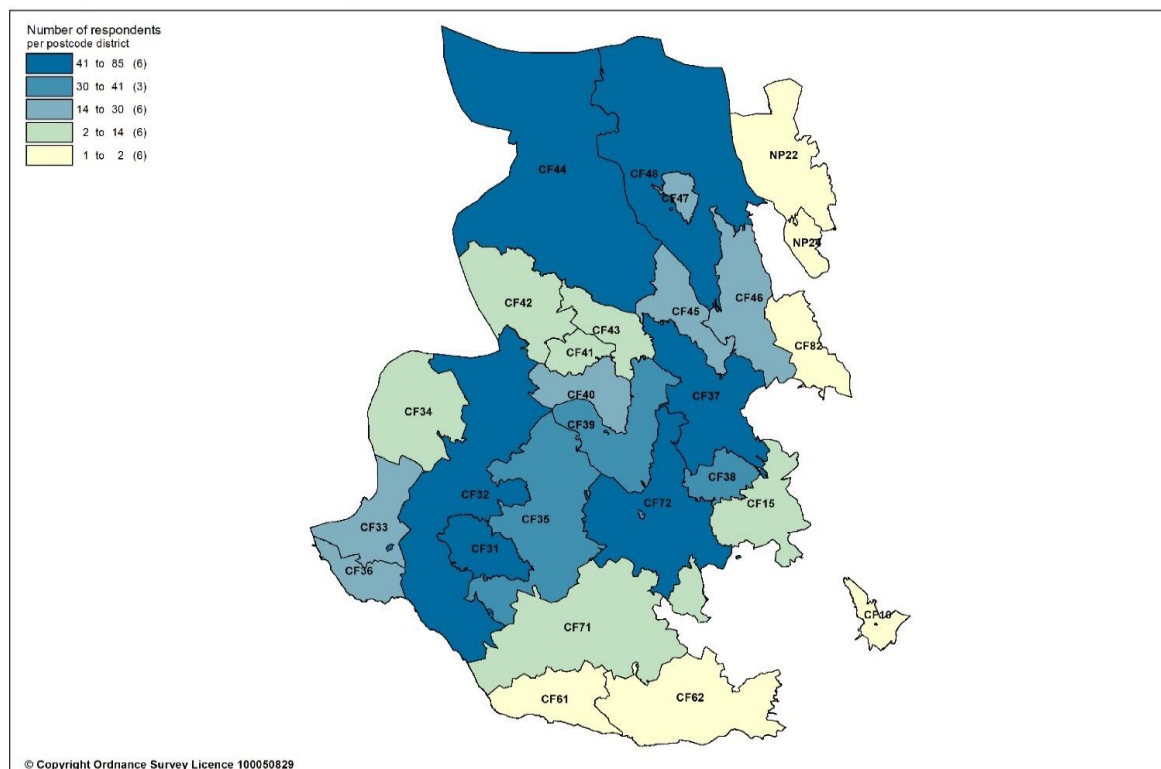 Number of respondents
per postcode district
41 to 85 (6)
30 to 41 (3)
14 to 30 (6)
2 to 14 (6)
1 to 2 (6)
CF44
CF48
CF47
NP22
NP24
CF42
CF43
CF41
CF45
CF46
CF82
CF34
CF40
CF39
CF37
CF38
CF15
CF32
CF35
CF72
CF33
CF31
CF36
CF10
CF71
CF61
CF62
© Copyright Ordnance Survey Licence 100050829